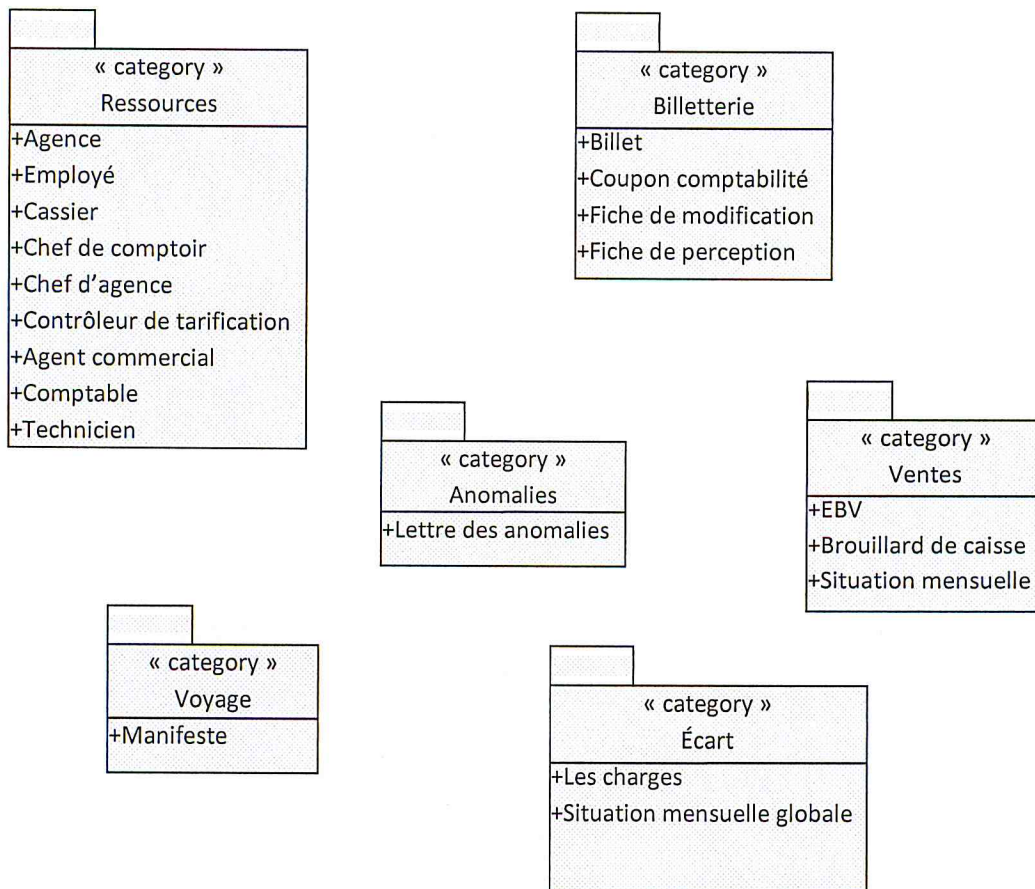 « category »
Ressources
+Agence
+Employé
+Cassier
+Chef de comptoir
+Chef d’agence
+Contrôleur de tarification
+Agent commercial
+Comptable
+Technicien
« category »
Billetterie
+Billet
+Coupon comptabilité
+Fiche de modification
+Fiche de perception
« category »
Anomalies
+Lettre des anomalies
« category »
Ventes
+EBV
+Brouillard de caisse
+Situation mensuelle
« category »
Voyage
+Manifeste
« category »
Écart
+Les charges
+Situation mensuelle globale